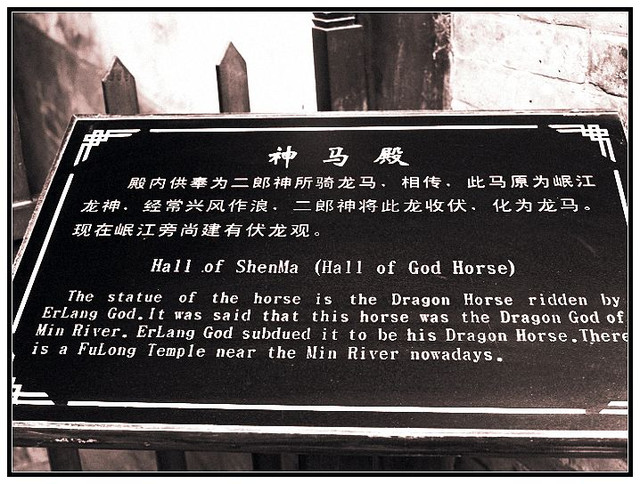 神马殿
殿内供奉为二郎神所骑龙马，相传，此马原为岷江
龙神，经常兴风作浪，二郎神将此龙收伏，化为龙马。
现在岷江旁尚建有伏龙观。
Hall of ShenMa (Hall of God Horse)
The statue of the horse is the Dragon Horse ridden by
ErLang God.It was said that this horse was the Dragon God of
Min River. ErLang God subdued it to be his Dragon Horse.There
is a FuLong Temple near the Min River nowadays.